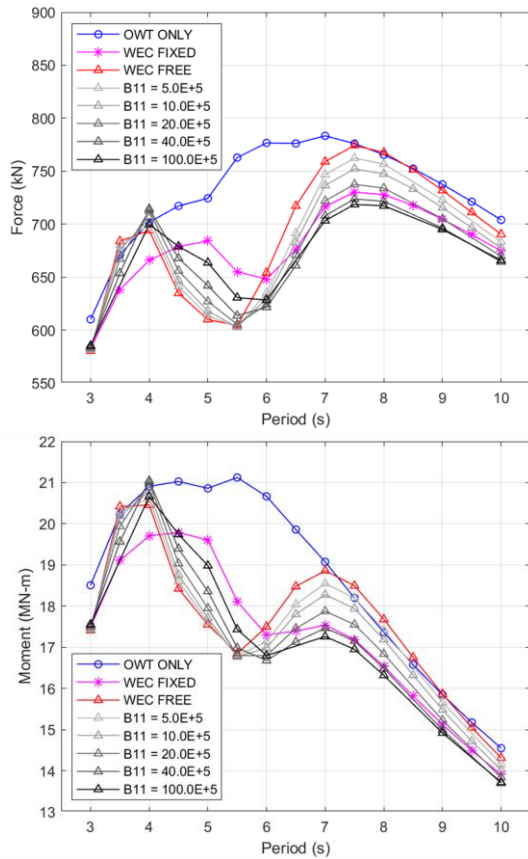 900
850
800
750
700
650
600
550
Force (kN)
OWT ONLY
WEC FIXED
WEC FREE
B11 = 5.0E+5
B11 = 10.0E+5
B11 = 20.0E+5
B11 = 40.0E+5
B11 = 100.0E+5
3 4 5 6 7 8 9 10
Period (s)
22
21
20
19
18
17
16
15
14
13
Moment (MN-m)
OWT ONLY
WEC FIXED
WEC FREE
B11 = 5.0E+5
B11 = 10.0E+5
B11 = 20.0E+5
B11 = 40.0E+5
B11 = 100.0E+5
3 4 5 6 7 8 9 10
Period (s)